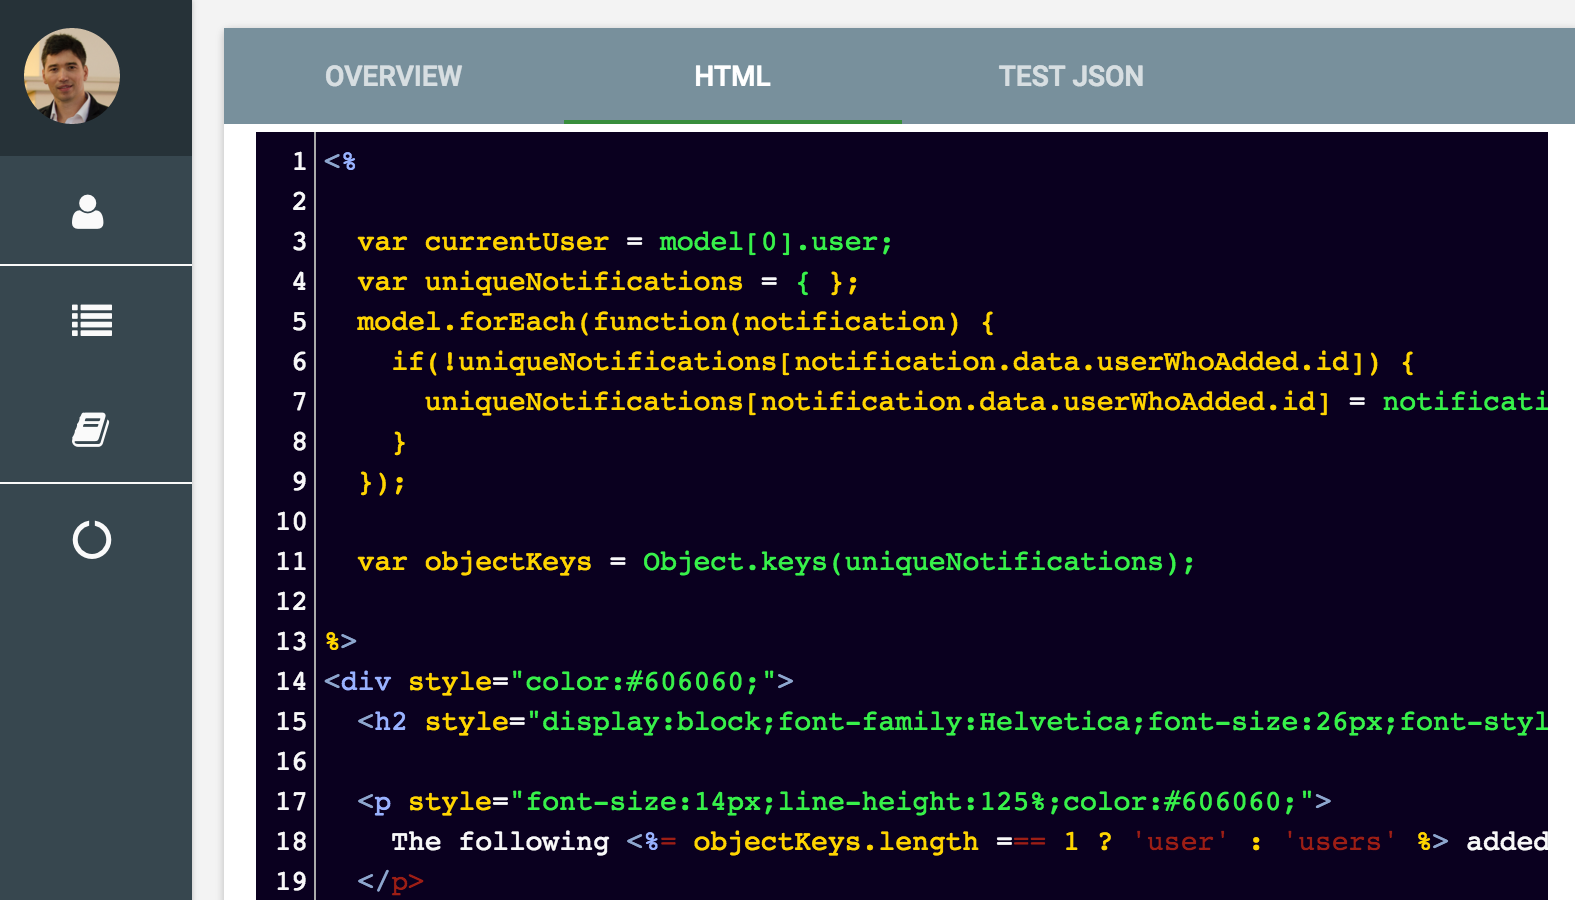 OVERVIEW HTML TEST JSON
1 <%
2
3 var currentUser = model[0].user;
4 var uniqueNotifications = { };
5 model.forEach(function(notification) {
6 if(!uniqueNotifications[notification.data.userWhoAdded.id]) {
7 uniqueNotifications[notification.data.userWhoAdded.id] = notificati
8 }
9 });
10
11 var objectKeys = Object.keys(uniqueNotifications);
12
13 %>
14 <div style="color:#606060;">
15 <h2 style="display:block;font-family:Helvetica;font-size:26px;font-styl
16
17 <p style="font-size:14px;line-height:125%;color:#606060;">
18 The following <%= objectKeys.length === 1 ? 'user' : 'users' %> added
19 </p>